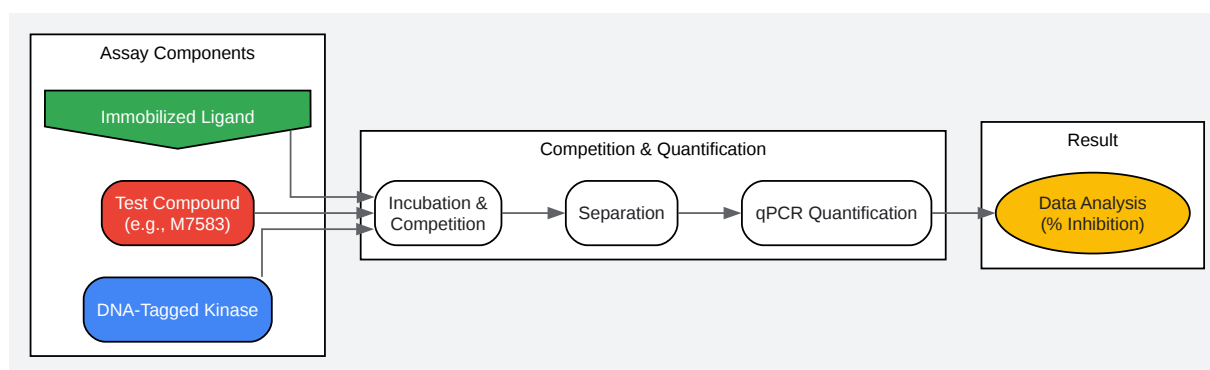 Assay Components
Immobilized Ligand
Test Compound
(e.g., M7583)
DNA-Tagged Kinase
Competition & Quantification
Incubation &
Competition
Separation
qPCR Quantification
Result
Data Analysis
(% Inhibition)